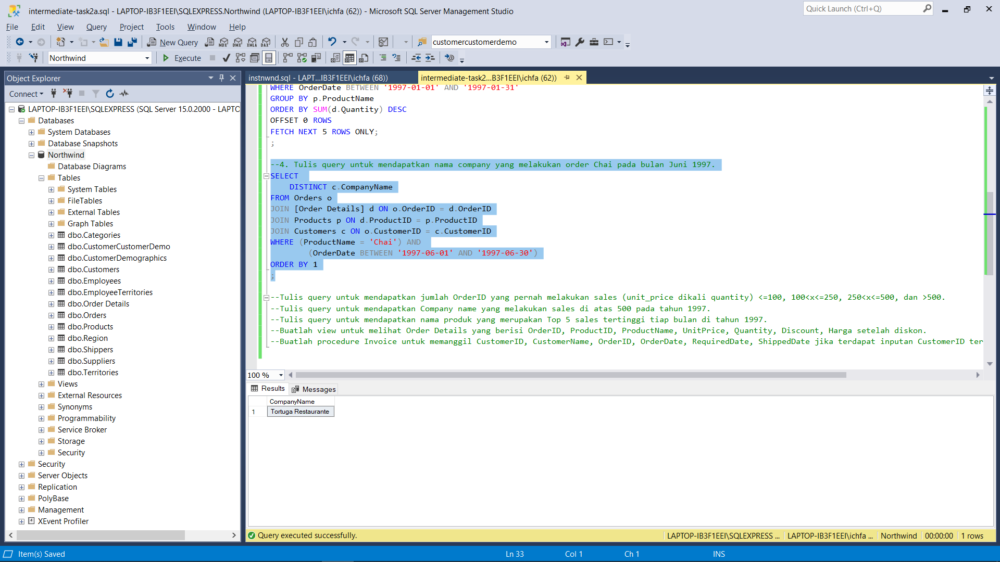 intermediate-task2a.sql - LAPTOP-IB3F1EEI\SQLEXPRESS.Northwind (LAPTOP-IB3F1EEI\ichfa (62)) - Microsoft SQL Server Management Studio
Quick Launch (Ctrl+Q)
File Edit View Query Project Tools Window Help
New Query
MDX DMX XMLA DAX
customercustomerdemo
Northwind
Execute
Object Explorer
Connect
LAPTOP-IB3F1EEI\SQLEXPRESS (SQL Server 15.0.2000 - LAPTO
Databases
System Databases
Database Snapshots
Northwind
Database Diagrams
Tables
System Tables
FileTables
External Tables
Graph Tables
dbo.Categories
dbo.CustomerCustomerDemo
dbo.CustomerDemographics
dbo.Customers
dbo.Employees
dbo.EmployeeTerritories
dbo.Order Details
dbo.Orders
dbo.Products
dbo.Region
dbo.Shippers
dbo.Suppliers
dbo.Territories
Views
External Resources
Synonyms
Programmability
Service Broker
Storage
Security
Security
Server Objects
Replication
PolyBase
Management
XEvent Profiler
instnwnd.sql - LAPT...IB3F1EEI\ichfa (68))
intermediate-task2...B3F1EEI\ichfa (62))
WHERE OrderDate BETWEEN '1997-01-01' AND '1997-01-31'
GROUP BY p.ProductName
ORDER BY SUM(d.Quantity) DESC
OFFSET 0 ROWS
FETCH NEXT 5 ROWS ONLY;
;
--4. Tulis query untuk mendapatkan nama company yang melakukan order Chai pada bulan Juni 1997.
SELECT
DISTINCT c.CompanyName
FROM Orders o
JOIN [Order Details] d ON o.OrderID = d.OrderID
JOIN Products p ON d.ProductID = p.ProductID
JOIN Customers c ON o.CustomerID = c.CustomerID
WHERE (ProductName = 'Chai') AND
(OrderDate BETWEEN '1997-06-01' AND '1997-06-30')
ORDER BY 1
;
--Tulis query untuk mendapatkan jumlah OrderID yang pernah melakukan sales (unit_price dikali quantity) <=100, 100<x<=250, 250<x<=500, dan >500.
--Tulis query untuk mendapatkan Company name yang melakukan sales di atas 500 pada tahun 1997.
--Tulis query untuk mendapatkan nama produk yang merupakan Top 5 sales tertinggi tiap bulan di tahun 1997.
--Buatlah view untuk melihat Order Details yang berisi OrderID, ProductID, ProductName, UnitPrice, Quantity, Discount, Harga setelah diskon.
--Buatlah procedure Invoice untuk memanggil CustomerID, CustomerName, OrderID, OrderDate, RequiredDate, ShippedDate jika terdapat inputan CustomerID ter
100 %
Results Messages
CompanyName
1 Tortuga Restaurante
Query executed successfully.
LAPTOP-IB3F1EEI\SQLEXPRESS ... LAPTOP-IB3F1EEI\ichfa ... Northwind 00:00:00 1 rows
Item(s) Saved
Ln 33 Col 1 Ch 1 INS